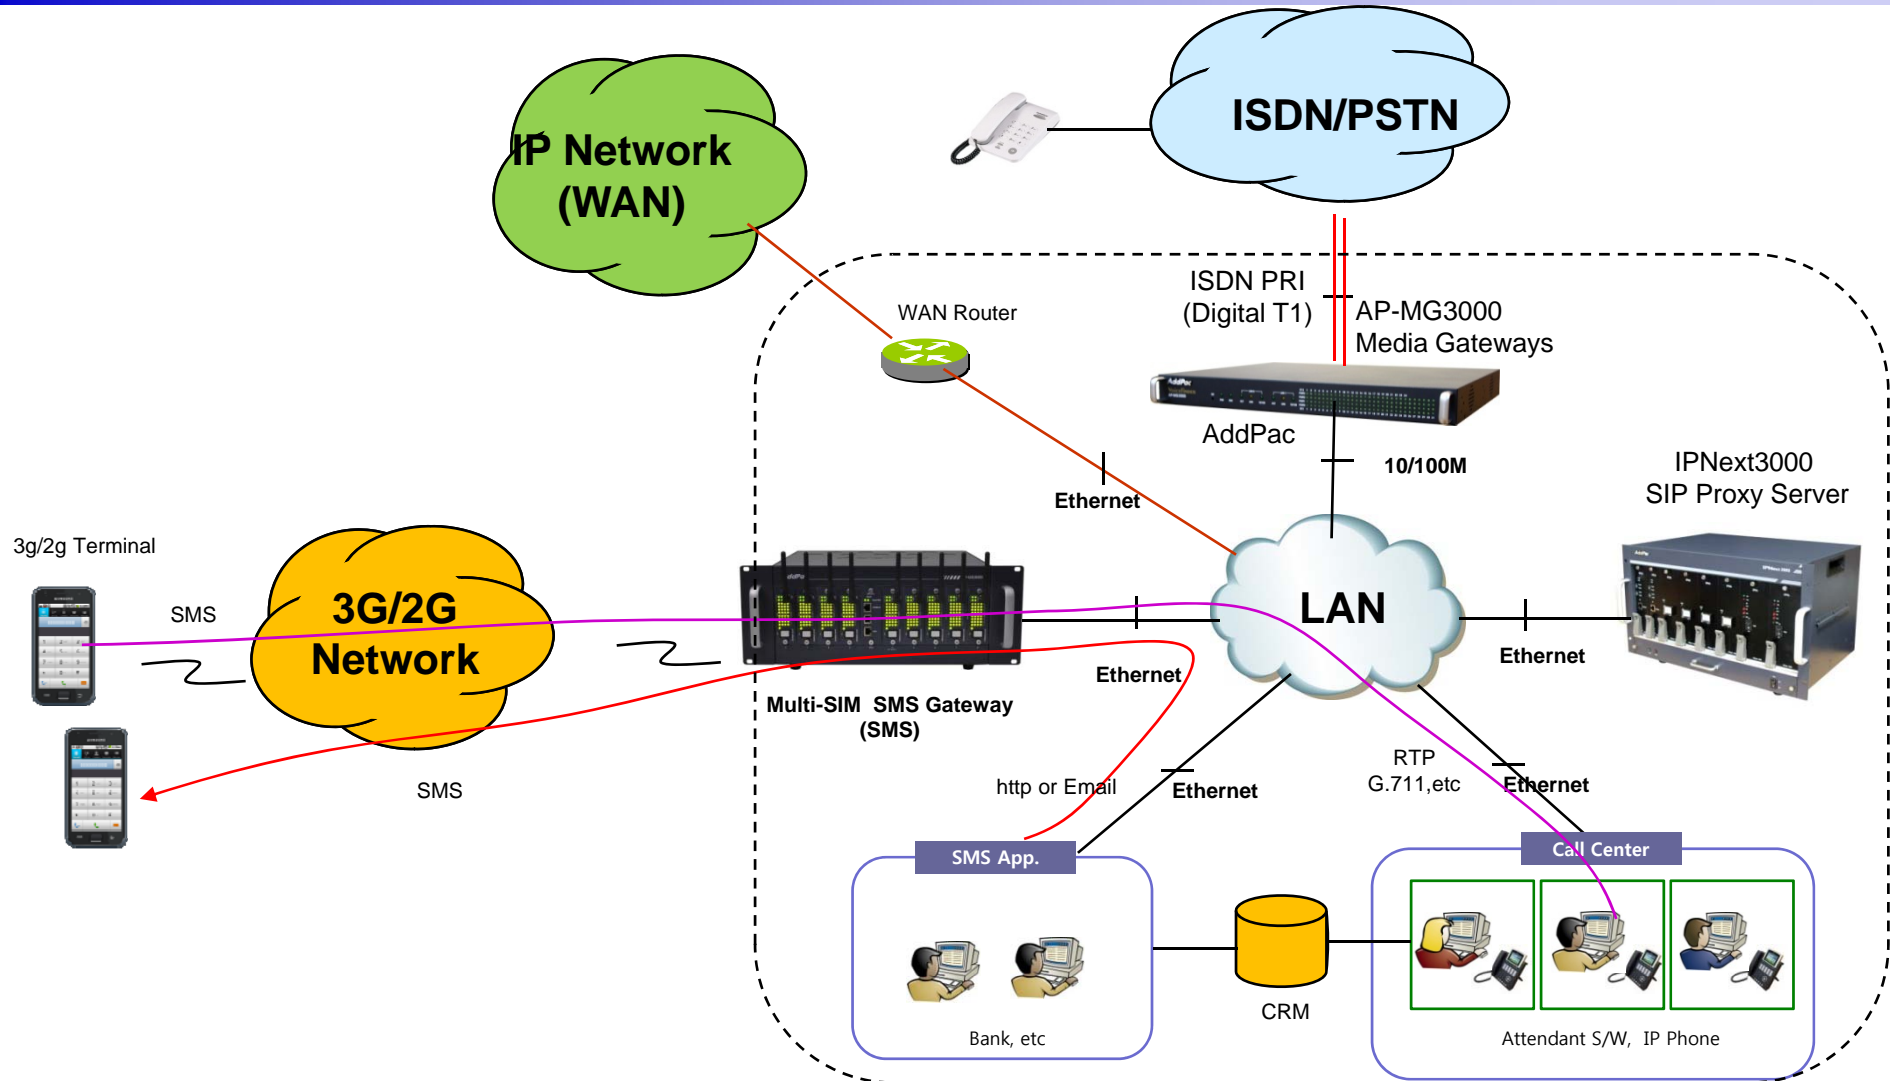 ISDN/PSTN
IP Network
(WAN)
ISDN PRI
(Digital T1)
WAN Router
AP-MG3000
Media Gateways
AddPac
AddPac
10/100M
IPNext3000
SIP Proxy Server
Ethernet
3g/2g Terminal
SMS
3G/2G
Network
LAN
Ethernet
Ethernet
Multi-SIM SMS Gateway
(SMS)
SMS
http or Email
Ethernet
RTP
G.711,etc
Ethernet
SMS App.
Call Center
CRM
Bank, etc
Attendant S/W, IP Phone